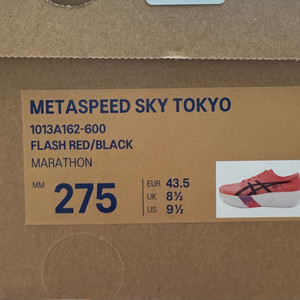 METASPEED SKY TOKYO
1013A162-600
FLASH RED/BLACK
MARATHON
MM 275
EUR 43.5
UK 8½
US 9½